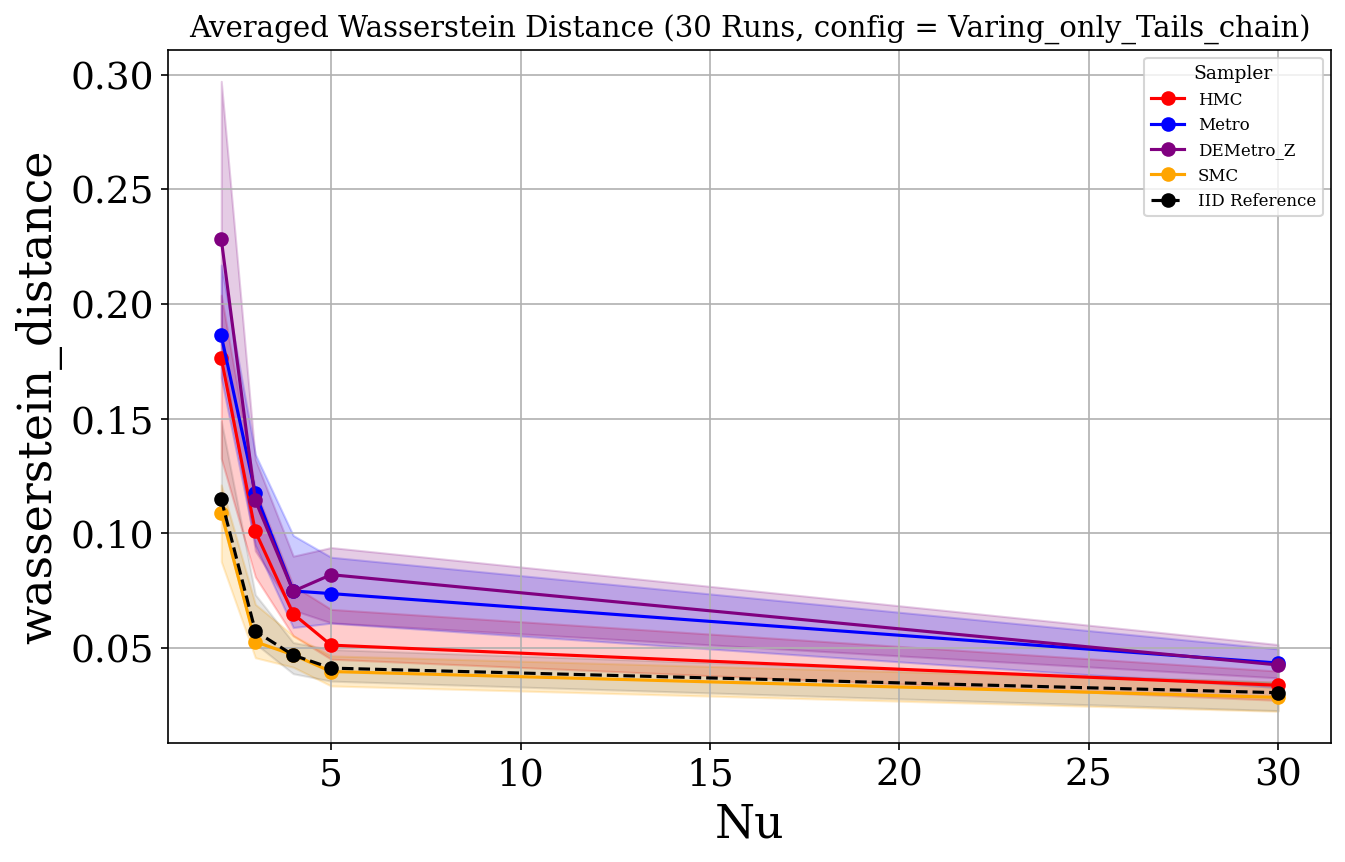 Averaged Wasserstein Distance (30 Runs, config = Varing_only_Tails_chain)
Sampler
HMC
Metro
DEMetro_Z
SMC
IID Reference
wasserstein_distance
0.30
0.25
0.20
0.15
0.10
0.05
5
10
15
20
25
30
Nu